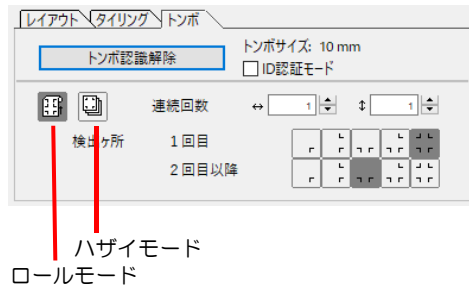 レイアウト タイリング トンボ
トンボ認識解除
トンボサイズ: 10 mm
ID認証モード
連続回数 1 1
検出ヶ所 1回目
2回目以降
ハザイモード
ロールモード